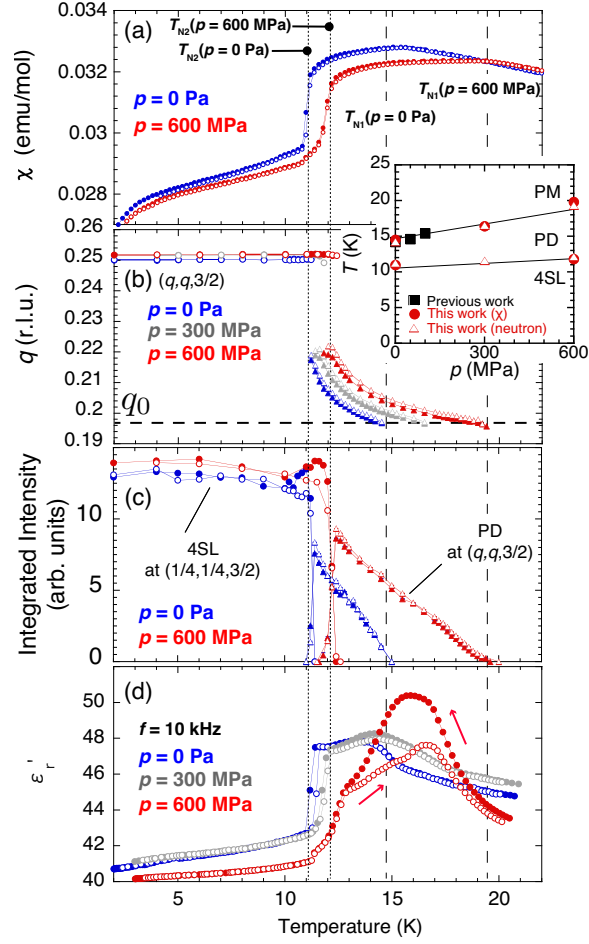 (a)
T_N2(p = 600 MPa)
T_N2(p = 0 Pa)
T_N1(p = 600 MPa)
T_N1(p = 0 Pa)
p = 0 Pa
p = 600 MPa
χ (emu/mol)
0.034
0.032
0.03
0.028
0.26
25
20
15
10
5
0
T (K)
PM
PD
4SL
Previous work
This work (χ)
This work (neutron)
0
300
600
p (MPa)
(b)
(q,q,3/2)
p = 0 Pa
p = 300 MPa
p = 600 MPa
q₀
q (r.l.u.)
0.25
0.22
0.21
0.2
0.19
(c)
4SL
at (1/4,1/4,3/2)
PD
at (q,q,3/2)
p = 0 Pa
p = 600 MPa
Integrated Intensity
(arb. units)
10
5
0
(d)
f = 10 kHz
p = 0 Pa
p = 300 MPa
p = 600 MPa
ε_r'
50
48
46
44
42
40
5
10
15
20
Temperature (K)